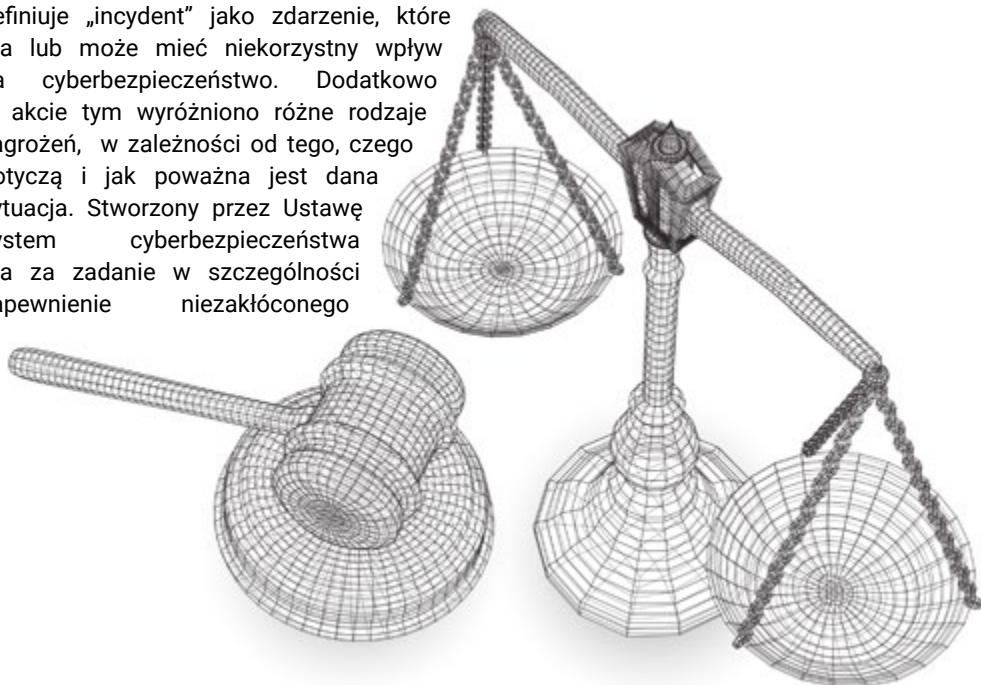 efiniuje „incydent” jako zdarzenie, które
a lub może mieć niekorzystny wpływ
a cyberbezpieczeństwo. Dodatkowo
akcie tym wyróżniono różne rodzaje
agrożeń, w zależności od tego, czego
otyczą i jak poważna jest dana
ytuacja. Stworzony przez Ustawę
ystem cyberbezpieczeństwa
a za zadanie w szczególności
apewnienie niezakłóconego